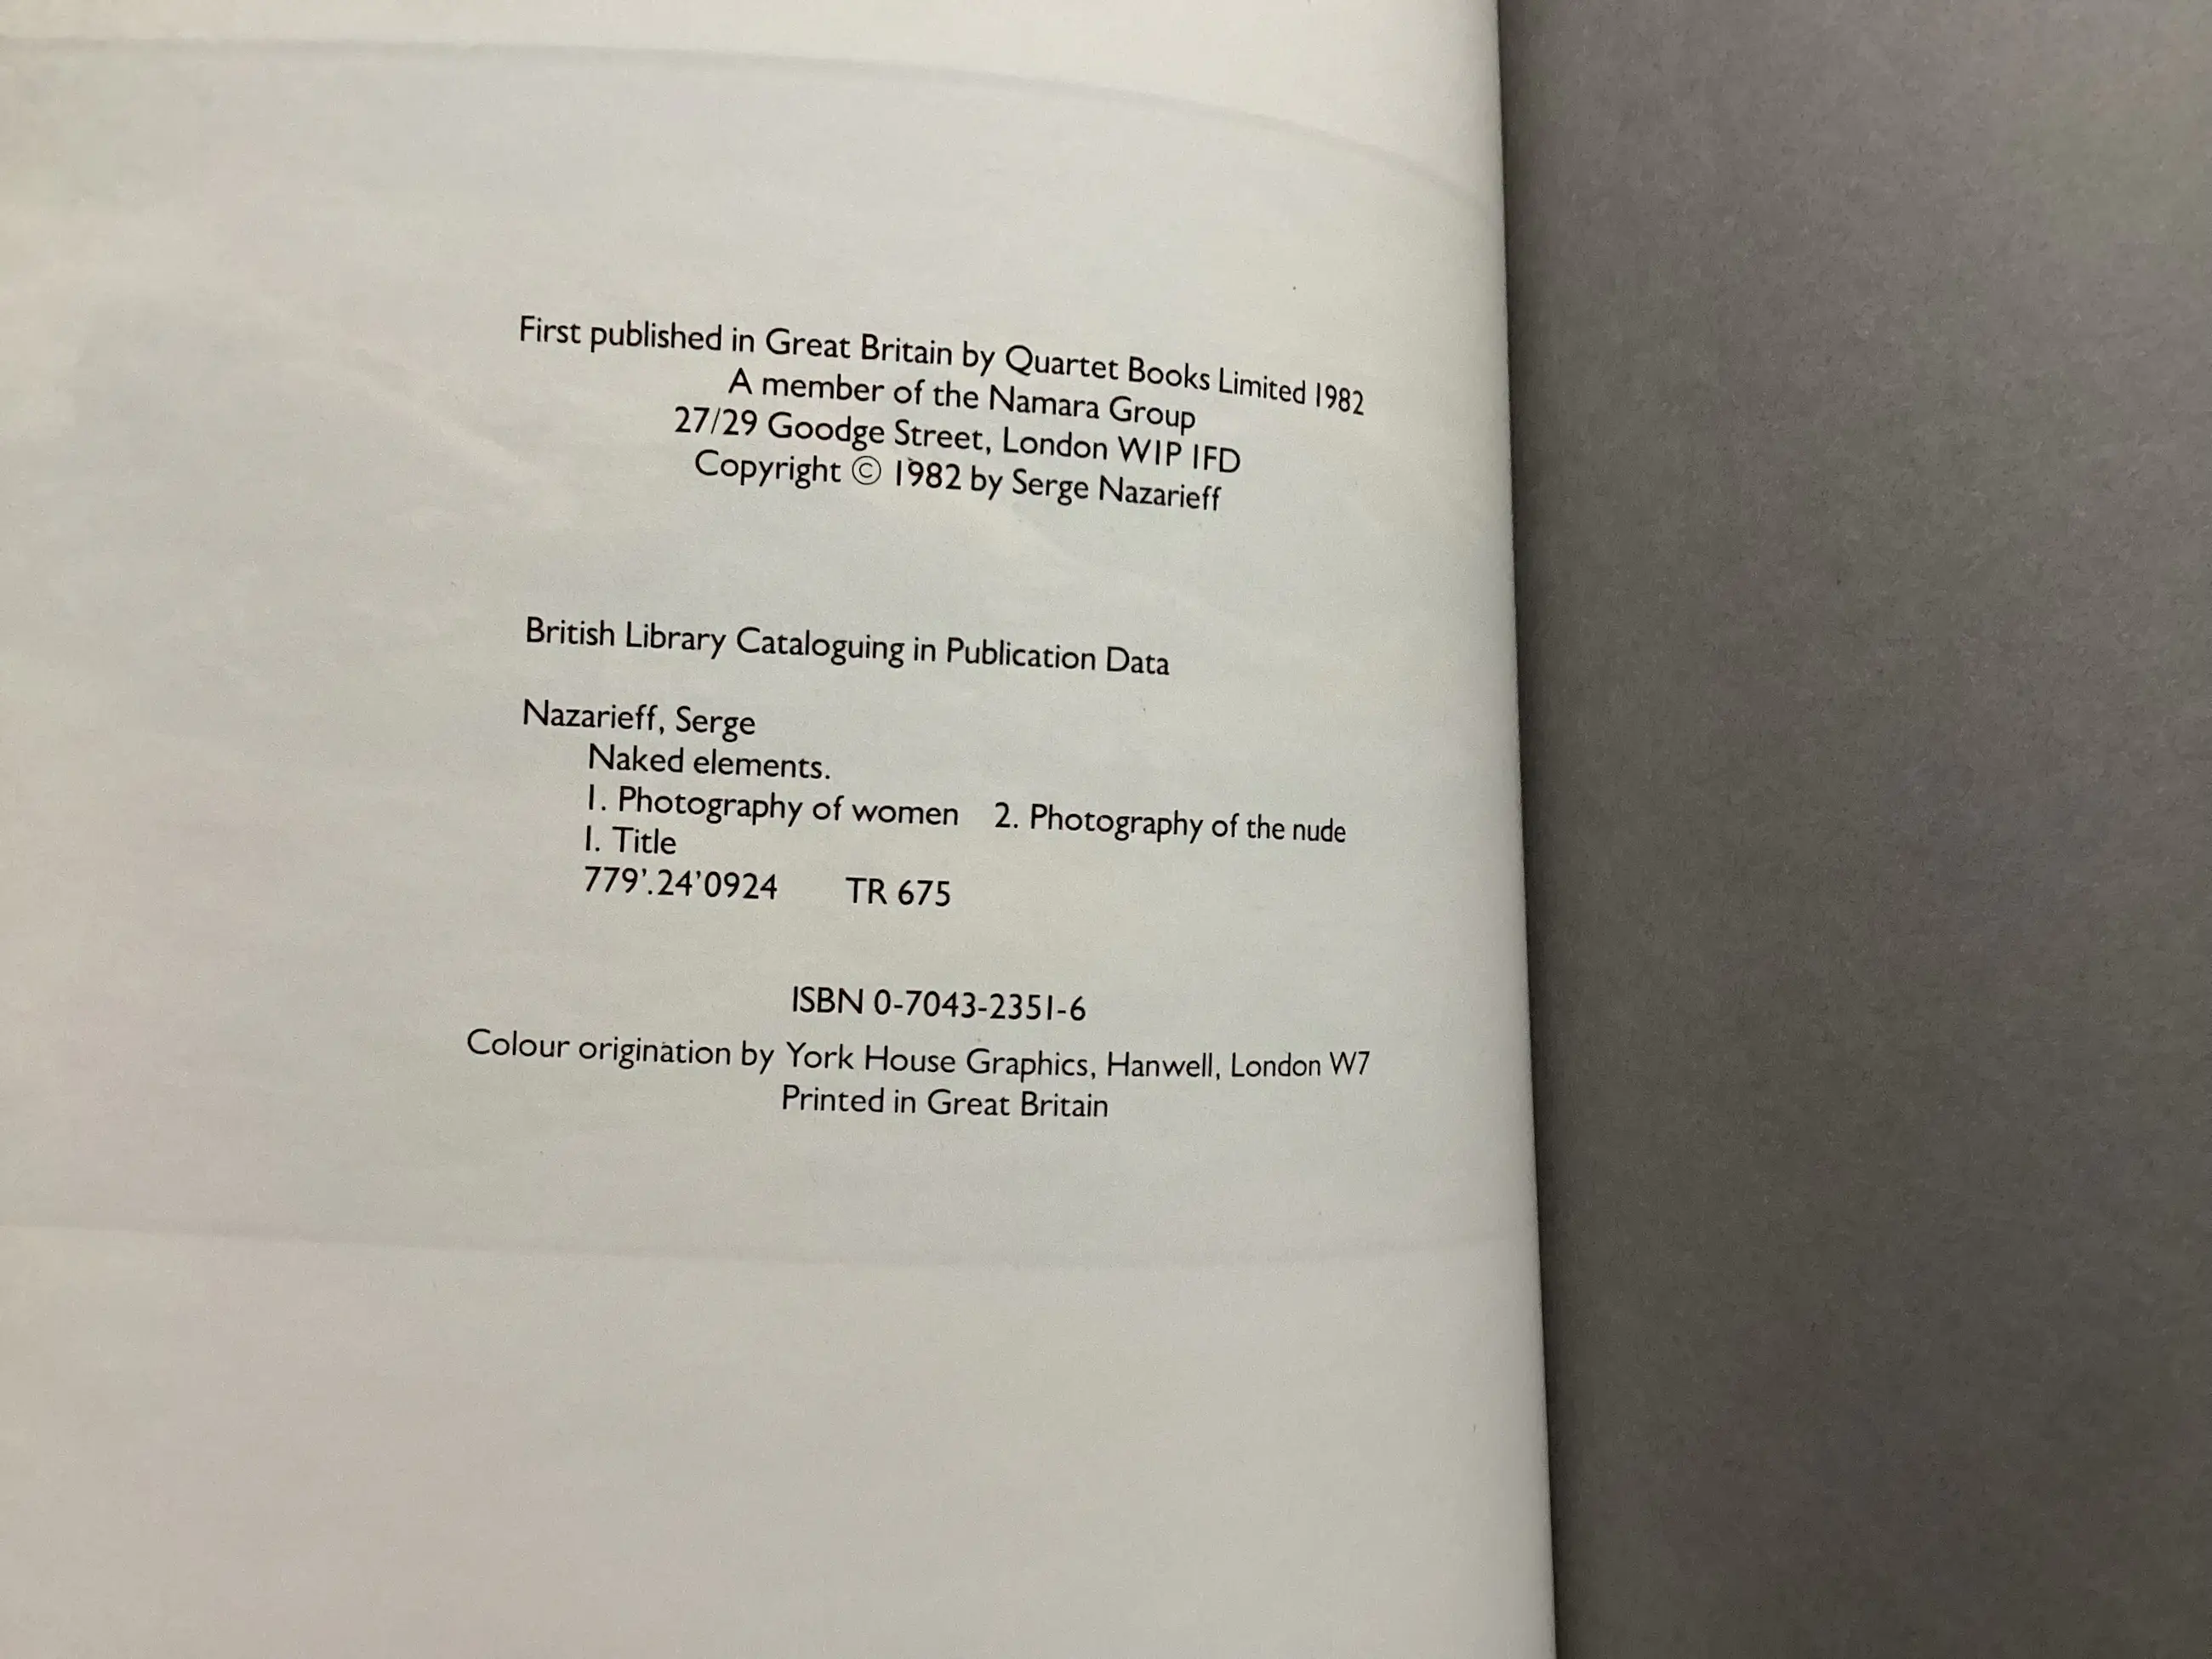 First published in Great Britain by Quartet Books Limited 1982
A member of the Namara Group
27/29 Goodge Street, London W1P 1FD
Copyright © 1982 by Serge Nazarieff
British Library Cataloguing in Publication Data
Nazarieff, Serge
Naked elements.
1. Photography of women 2. Photography of the nude
I. Title
779'.24'0924 TR 675
ISBN 0-7043-2351-6
Colour origination by York House Graphics, Hanwell, London W7
Printed in Great Britain